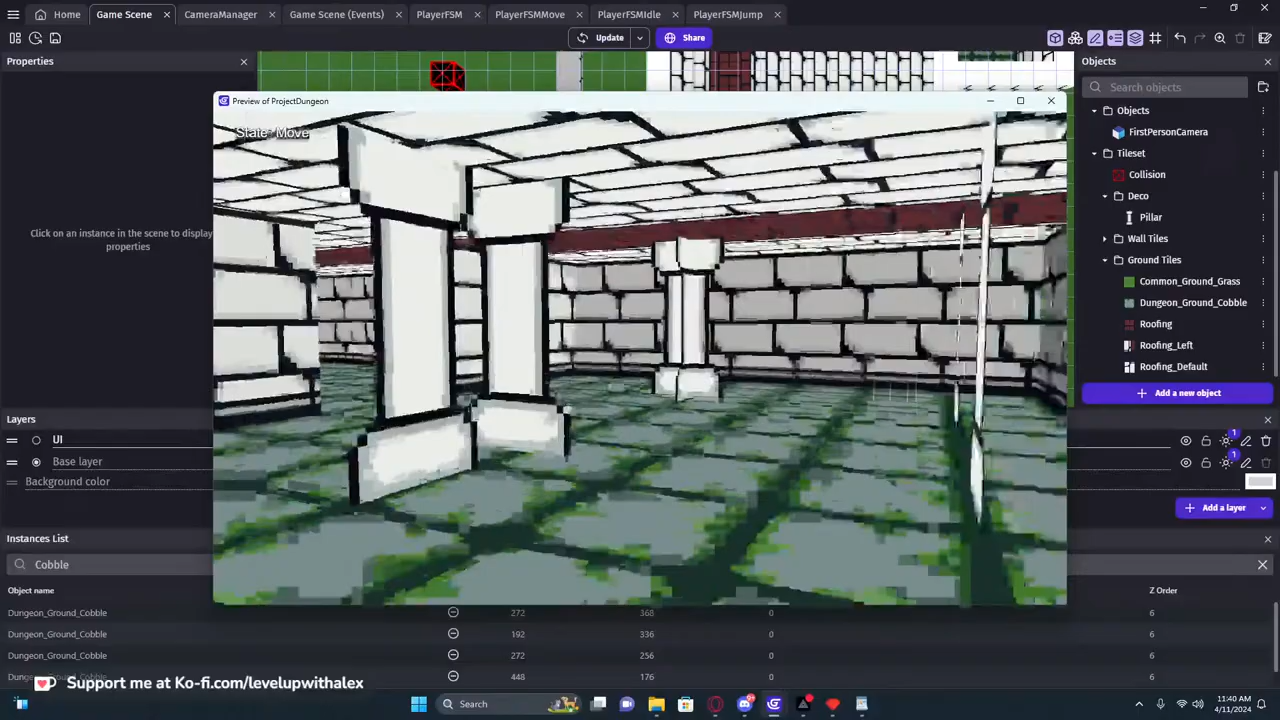 Home
Game Scene
CameraManager
Game Scene (Events)
PlayerFSM
PlayerFSMMove
PlayerFSMIdle
PlayerFSMJump
Update
Share
Properties
Objects
Preview of ProjectDungeon
State: Move
Search objects
Objects
FirstPersonCamera
Tileset
Collision
Deco
Pillar
Wall Tiles
Ground Tiles
Common_Ground_Grass
Dungeon_Ground_Cobble
Roofing
Roofing_Left
Roofing_Default
Add a new object
Click on an instance in the scene to display
properties
Layers
UI
1
Base layer
1
Background color
Add a layer
Instances List
Cobble
Object name
Z Order
Dungeon_Ground_Cobble 272 368 0 6
Dungeon_Ground_Cobble 192 336 0 6
Dungeon_Ground_Cobble 272 256 0 6
448 176 0 6
Support me at Ko-fi.com/levelupwithalex
Search
11:40 AM
4/11/2024